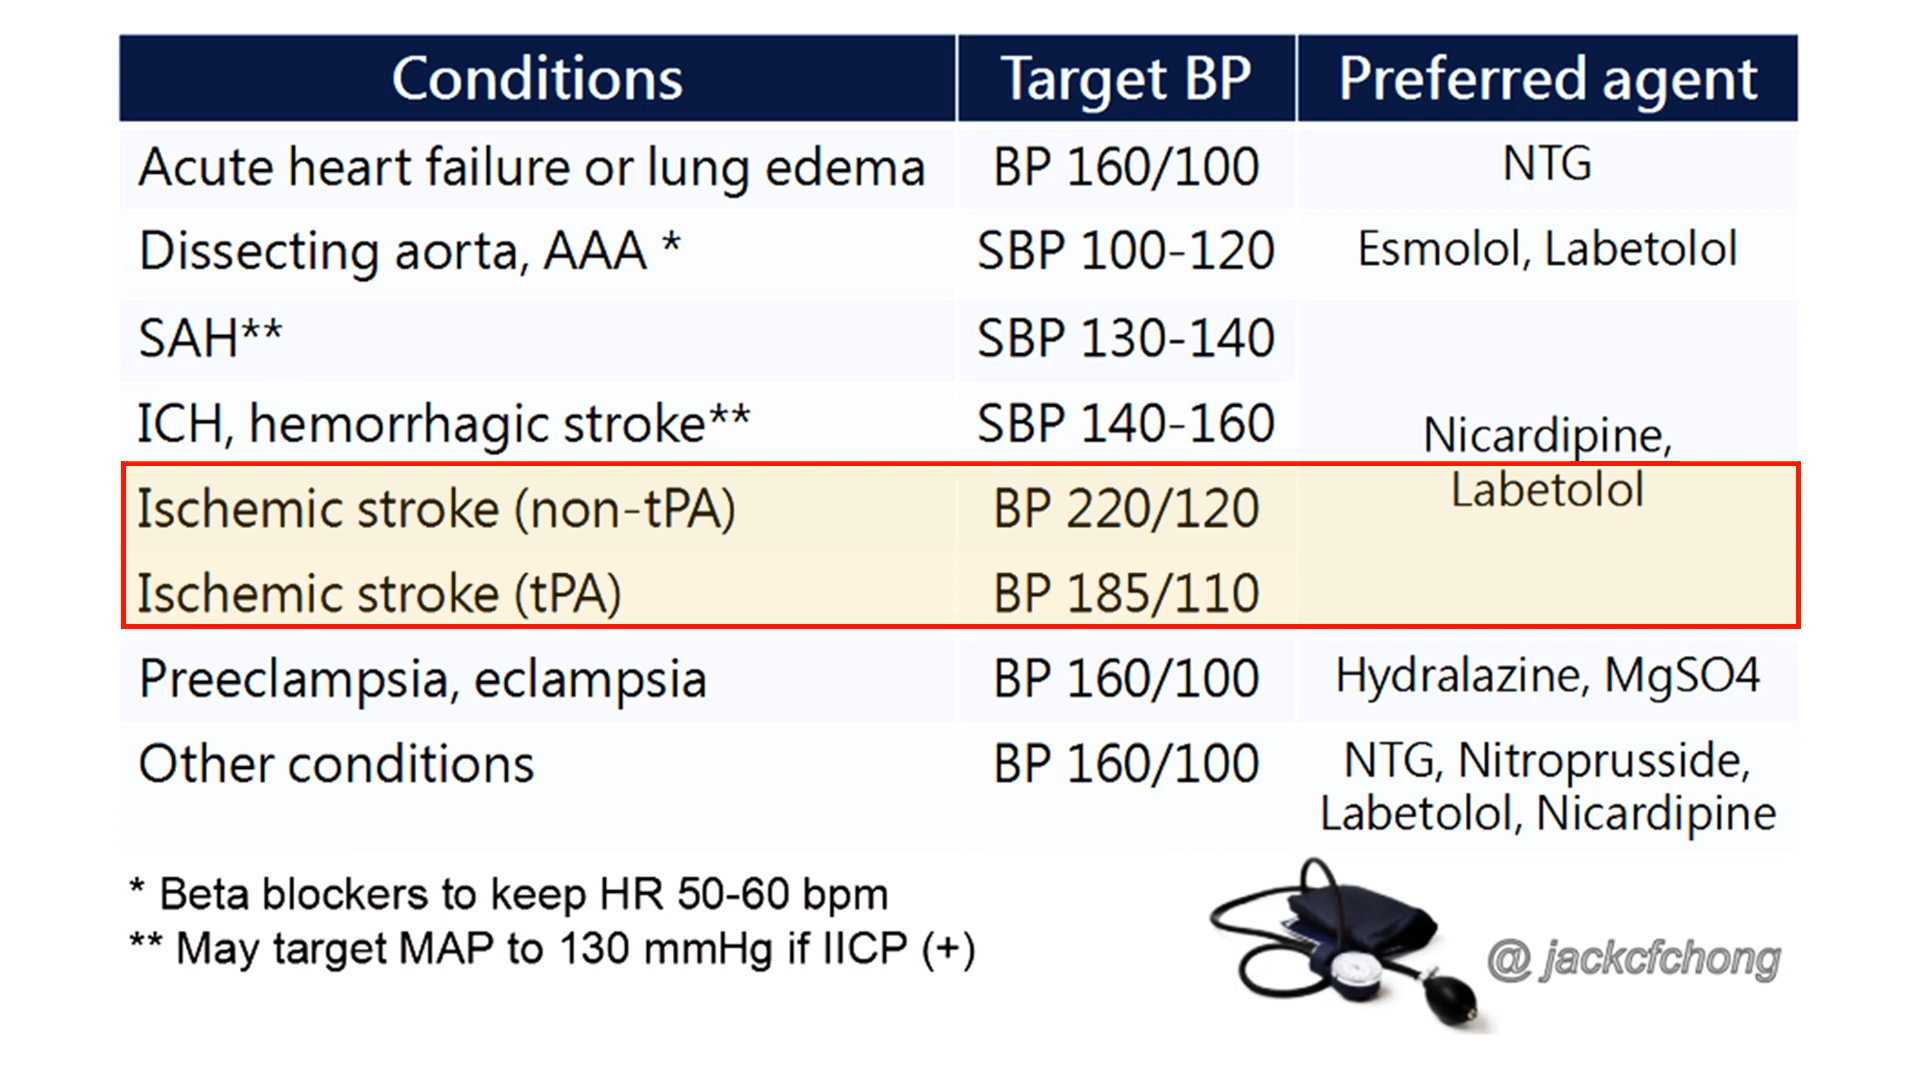 Conditions Target BP Preferred agent
Acute heart failure or lung edema BP 160/100 NTG
Dissecting aorta, AAA * SBP 100-120 Esmolol, Labetolol
SAH** SBP 130-140
ICH, hemorrhagic stroke** SBP 140-160
Nicardipine,
Labetolol
Ischemic stroke (non-tPA) BP 220/120
Ischemic stroke (tPA) BP 185/110
Preeclampsia, eclampsia BP 160/100 Hydralazine, MgSO4
Other conditions BP 160/100 NTG, Nitroprusside,
Labetolol, Nicardipine
* Beta blockers to keep HR 50-60 bpm
** May target MAP to 130 mmHg if IICP (+)
@ jackcfchong